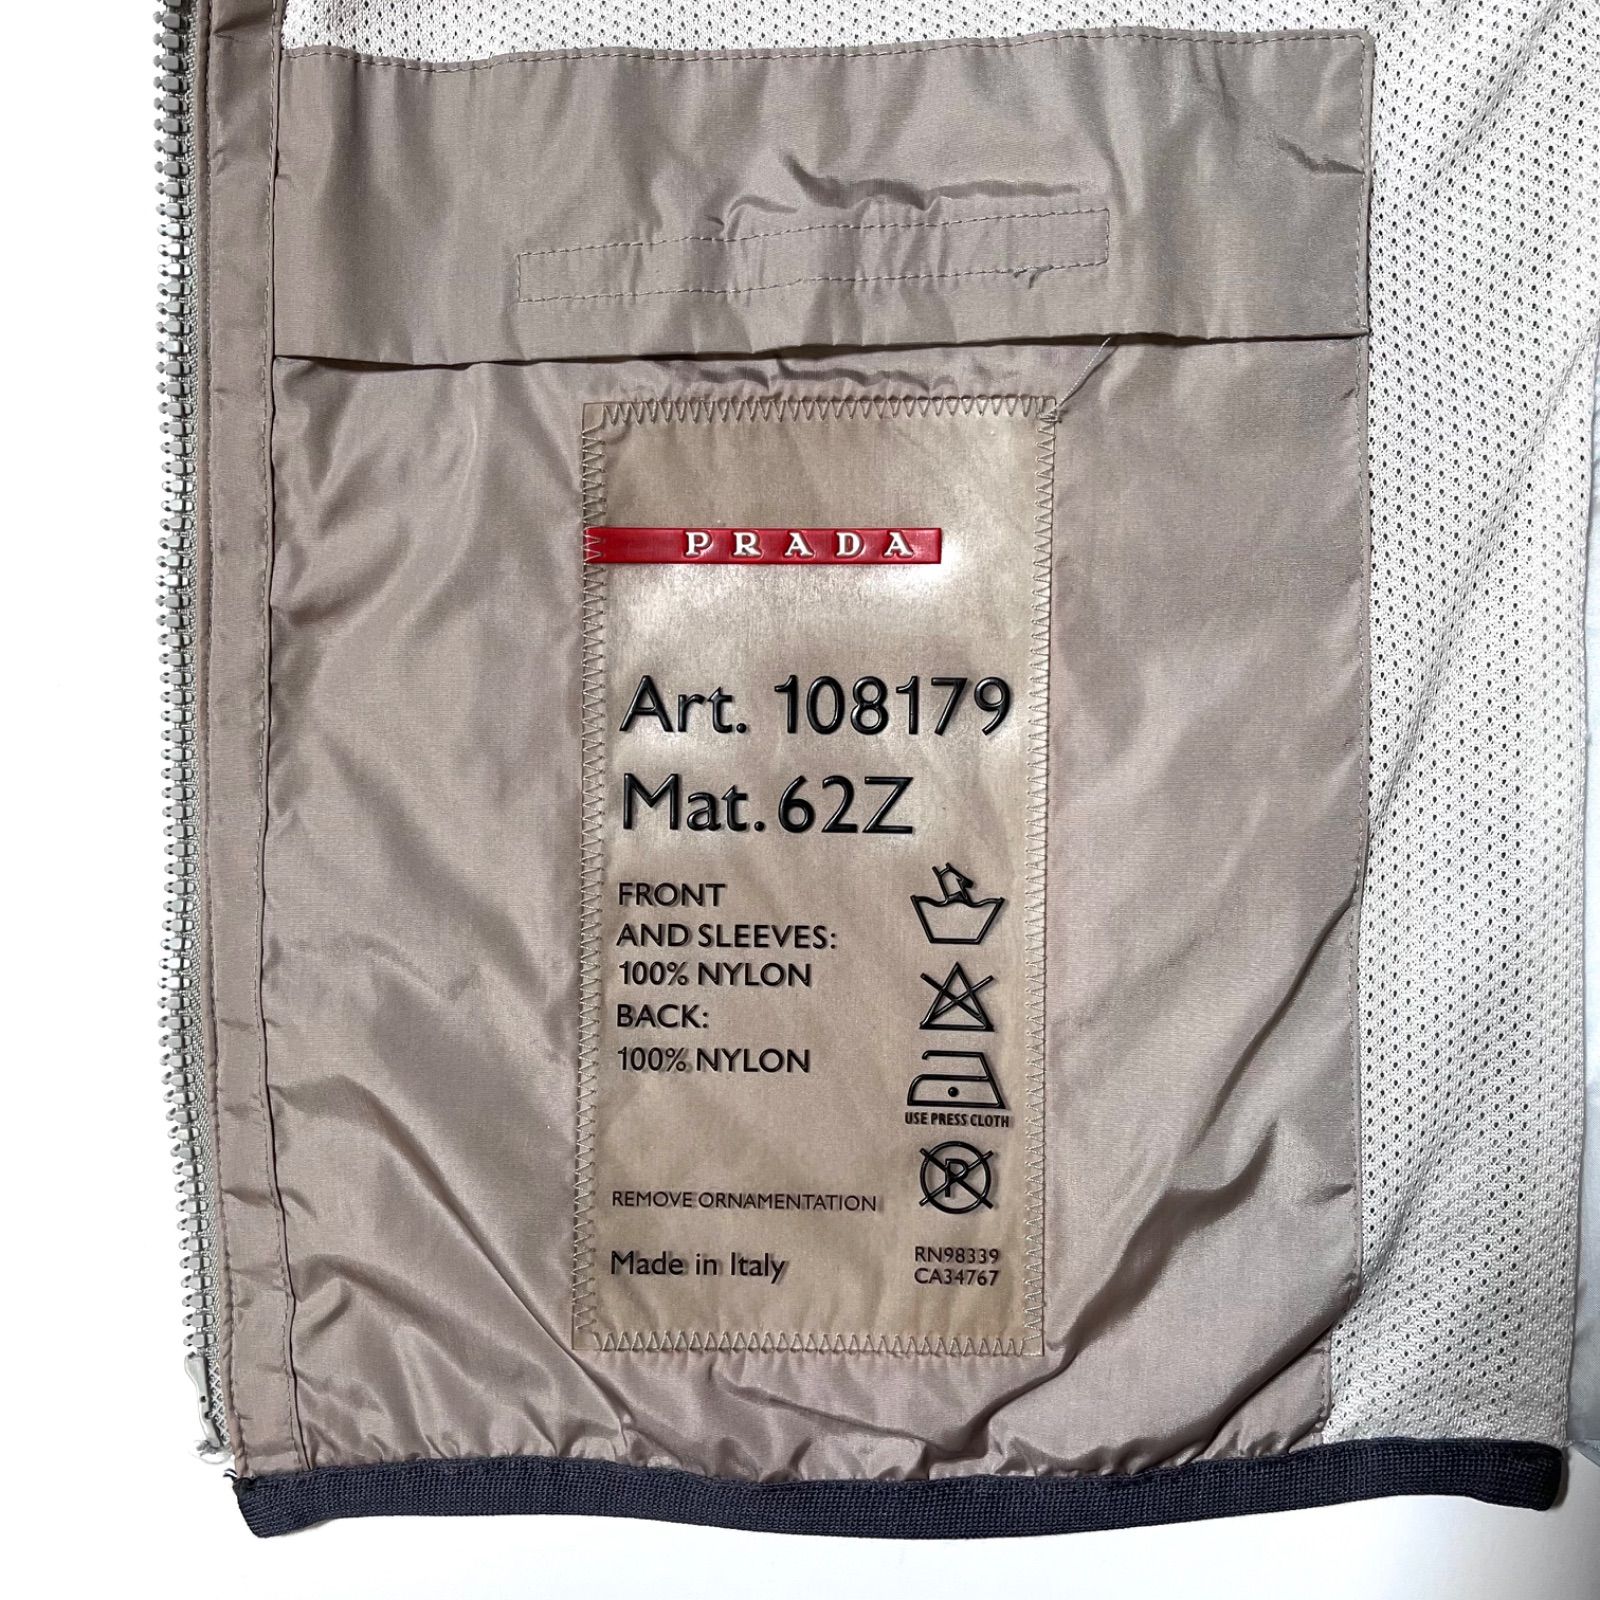 PRADA
Art. 108179
Mat. 62Z
FRONT
AND SLEEVES:
100% NYLON
BACK:
100% NYLON
USE PRESS CLOTH
P
REMOVE ORNAMENTATION
Made in Italy
RN98339
CA34767